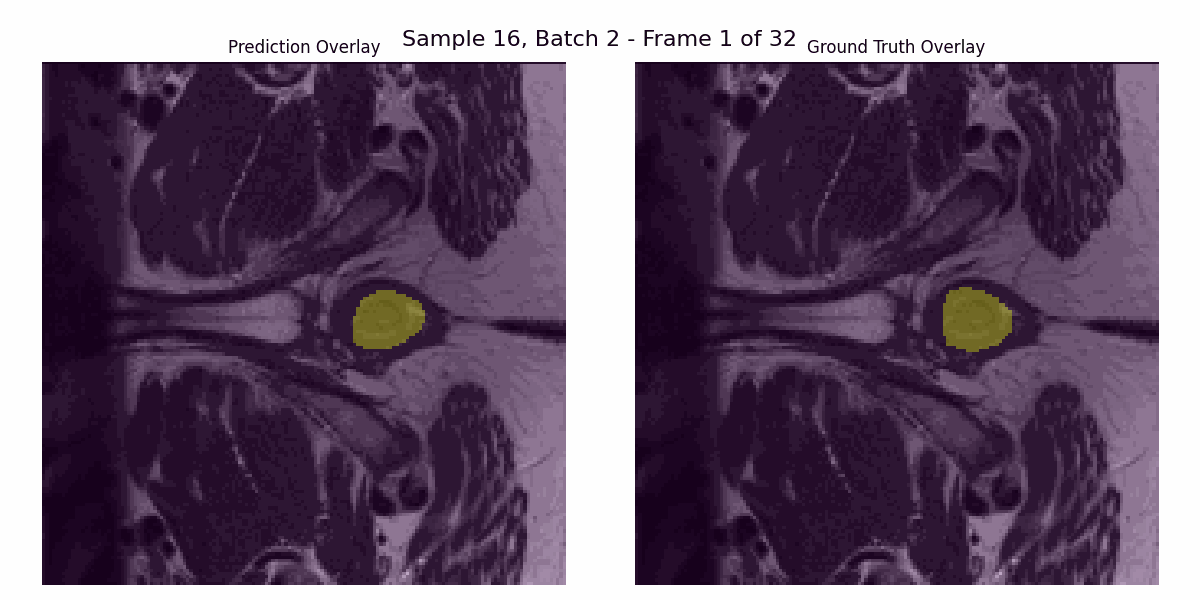 Sample 16, Batch 2 - Frame 1 of 32
Prediction Overlay
Ground Truth Overlay